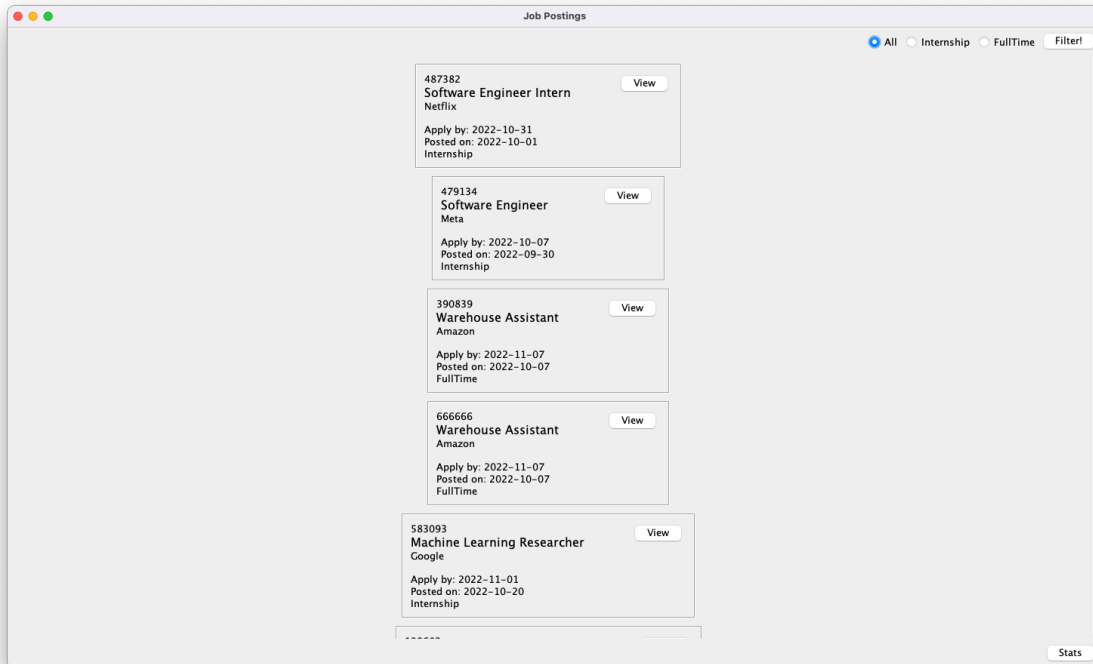 Job Postings
All Internship FullTime Filter!
487382 View
Software Engineer Intern
Netflix
Apply by: 2022-10-31
Posted on: 2022-10-01
Internship
479134 View
Software Engineer
Meta
Apply by: 2022-10-07
Posted on: 2022-09-30
Internship
390839 View
Warehouse Assistant
Amazon
Apply by: 2022-11-07
Posted on: 2022-10-07
FullTime
666666 View
Warehouse Assistant
Amazon
Apply by: 2022-11-07
Posted on: 2022-10-07
FullTime
583093 View
Machine Learning Researcher
Google
Apply by: 2022-11-01
Posted on: 2022-10-20
Internship
Stats